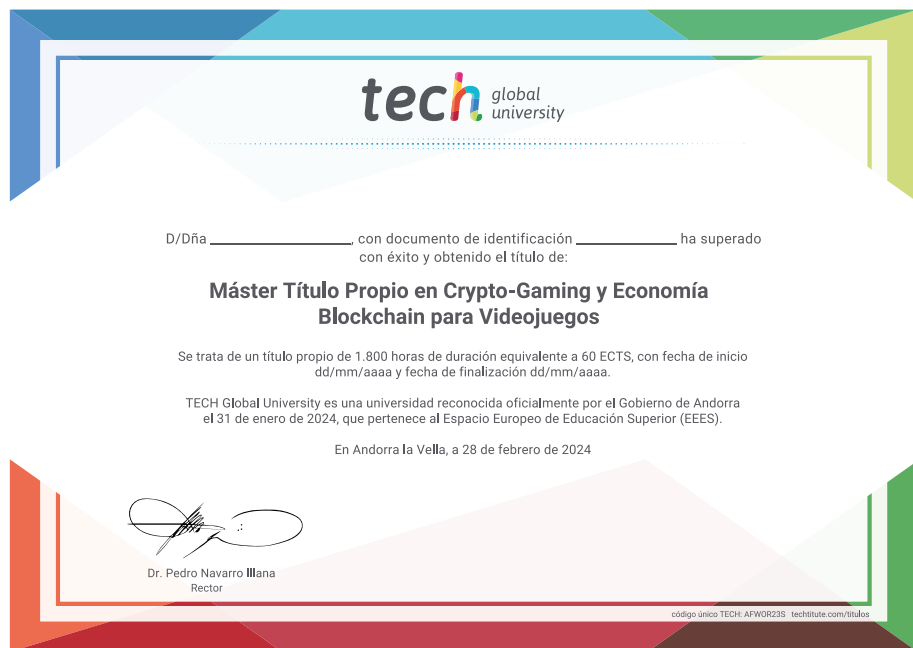 tech global university
D/Dña ____________________, con documento de identificación ______________ ha superado
con éxito y obtenido el título de:
Máster Título Propio en Crypto-Gaming y Economía
Blockchain para Videojuegos
Se trata de un título propio de 1.800 horas de duración equivalente a 60 ECTS, con fecha de inicio
dd/mm/aaaa y fecha de finalización dd/mm/aaaa.
TECH Global University es una universidad reconocida oficialmente por el Gobierno de Andorra
el 31 de enero de 2024, que pertenece al Espacio Europeo de Educación Superior (EEES).
En Andorra la Vella, a 28 de febrero de 2024
Dr. Pedro Navarro Illana
Rector
código único TECH: AFWOR23S techtitute.com/titulos